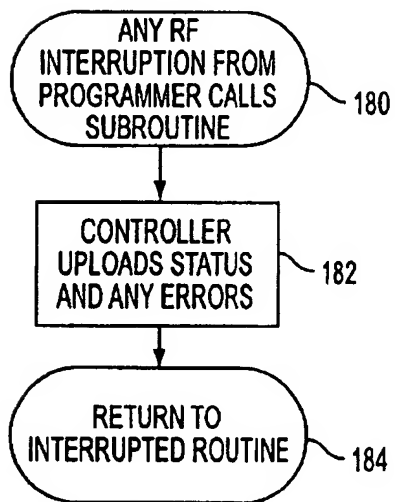 ANY RF
INTERRUPTION FROM
PROGRAMMER CALLS
SUBROUTINE
180
CONTROLLER
UPLOADS STATUS
AND ANY ERRORS
182
RETURN TO
INTERRUPTED ROUTINE
184